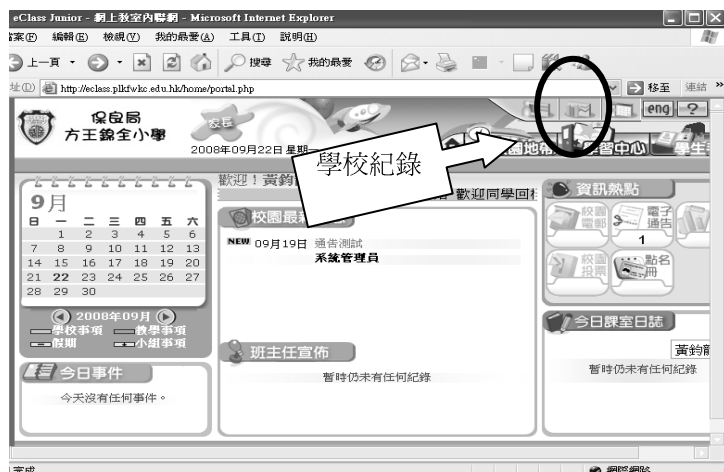 eClass Junior - 網上教室內聯網 - Microsoft Internet Explorer
檔案(F) 編輯(E) 檢視(V) 我的最愛(A) 工具(T) 說明(H)
上一頁 搜尋 我的最愛
址(D) http://eclass.plkfwkc.edu.hk/home/portal.php 移至 連結 »
eng ?
保良局
方王錦全小學
家長
2008年09月22日 星期一
學校紀錄
園地 學習中心 學生
歡迎！黃鈞
歡迎同學回
9月
日 一 二 三 四 五 六
1 2 3 4 5 6
7 8 9 10 11 12 13
14 15 16 17 18 19 20
21 22 23 24 25 26 27
28 29 30
2008年09月
學校事項 教學事項
假期 小組事項
今日事件
今天沒有任何事件。
校園最
NEW 09月19日 通告測試
系統管理員
班主任宣佈
暫時仍未有任何紀錄
資訊熱點
校園電郵 電子通告
1
校園投票 點名冊
今日課室日誌
黃鈞
暫時仍未有任何紀錄
完成 網際網路